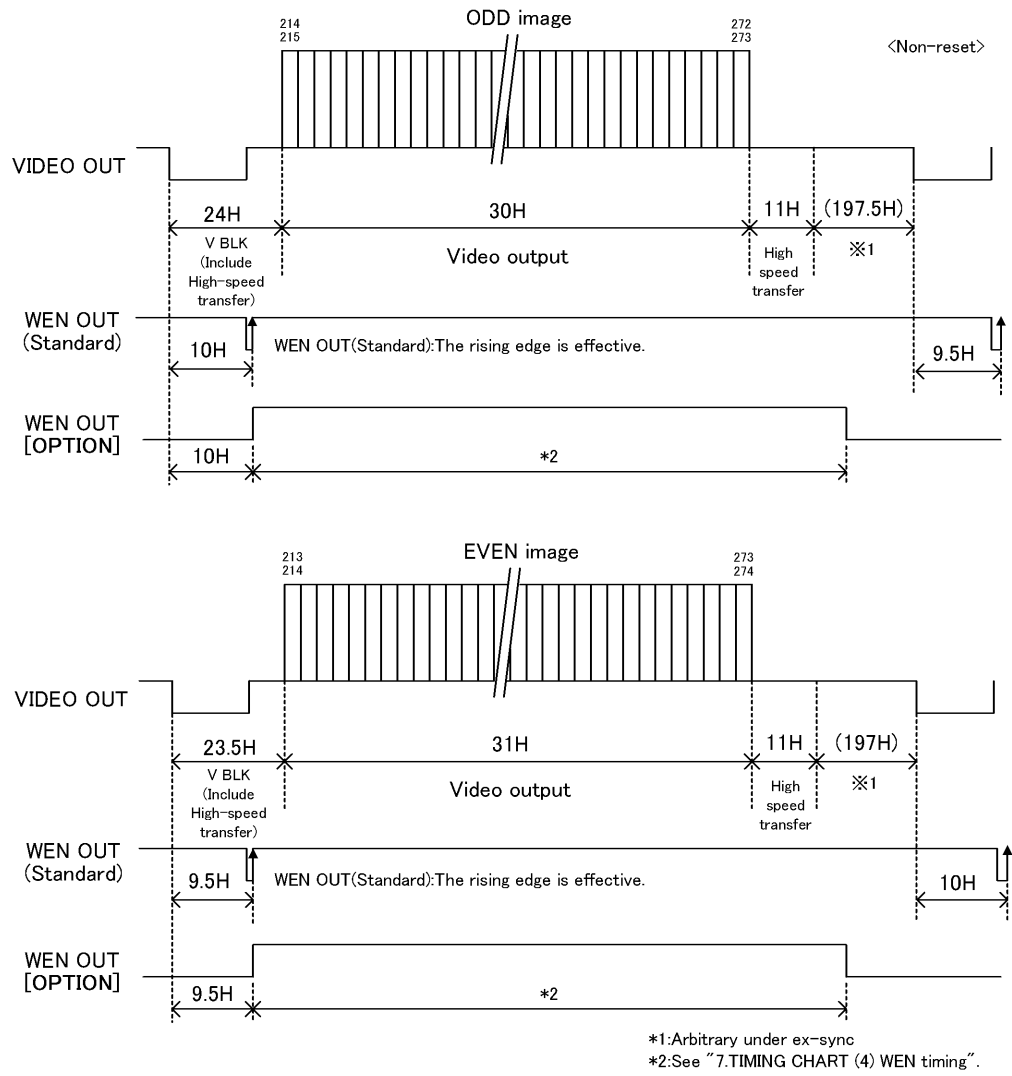 ODD image
214
215
272
273
<Non-reset>
VIDEO OUT
24H
30H
11H
(197.5H)
V BLK
(Include
High-speed
transfer)
Video output
High
speed
transfer
※1
WEN OUT
(Standard)
10H
WEN OUT(Standard):The rising edge is effective.
9.5H
WEN OUT
[OPTION]
10H
*2
EVEN image
213
214
273
274
VIDEO OUT
23.5H
31H
11H
(197H)
V BLK
(Include
High-speed
transfer)
Video output
High
speed
transfer
※1
WEN OUT
(Standard)
9.5H
WEN OUT(Standard):The rising edge is effective.
10H
WEN OUT
[OPTION]
9.5H
*2
*1:Arbitrary under ex-sync
*2:See "7.TIMING CHART (4) WEN timing".